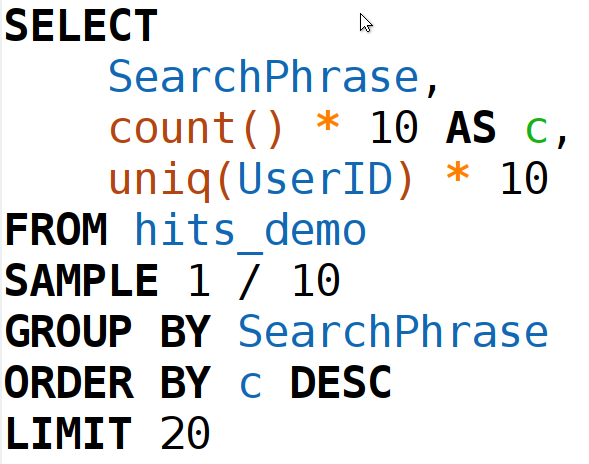 SELECT
    SearchPhrase,
    count() * 10 AS c,
    uniq(UserID) * 10
FROM hits_demo
SAMPLE 1 / 10
GROUP BY SearchPhrase
ORDER BY c DESC
LIMIT 20